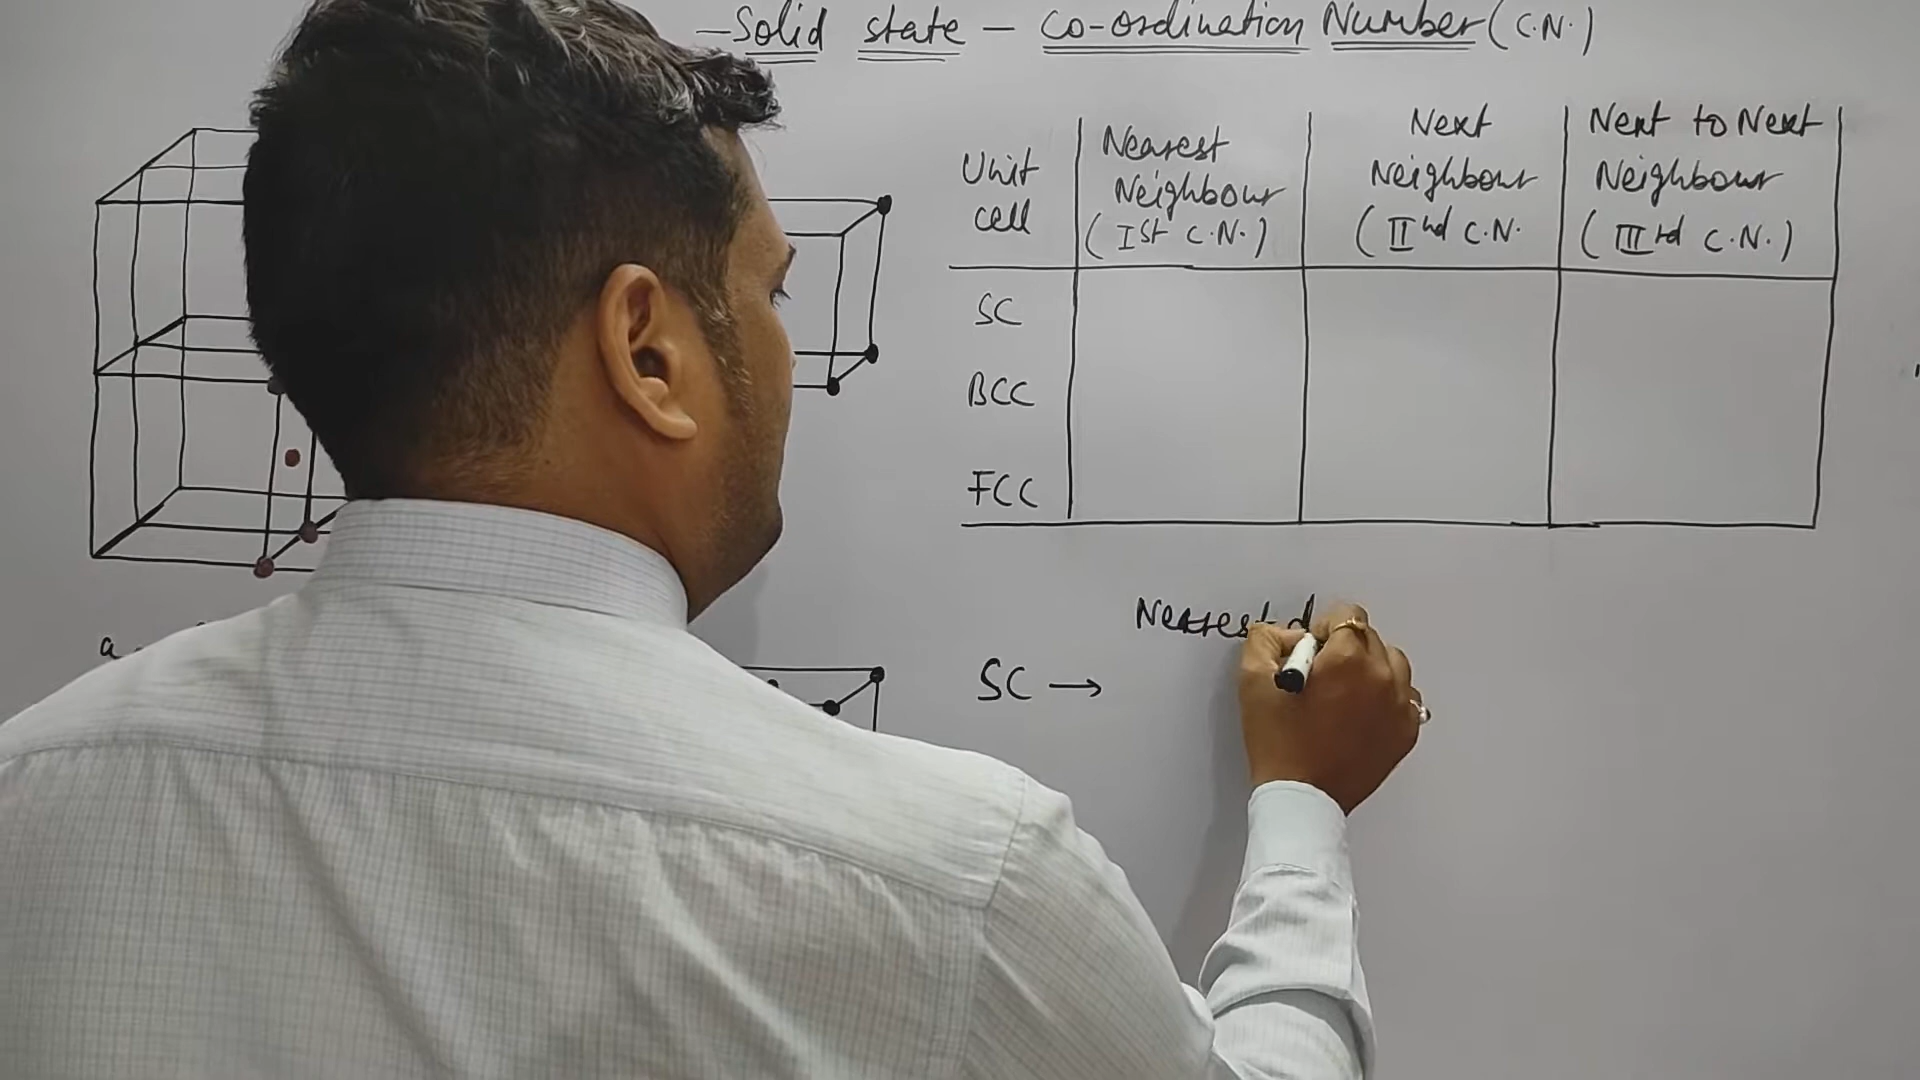 - Solid state - Co-ordination Number (C.N.)
Unit cell
Nearest Neighbour (Ist C.N.)
Next Neighbour (IInd C.N.
Next to Next Neighbour (IIIrd C.N.)
SC
BCC
FCC
Nearest d
SC →
a